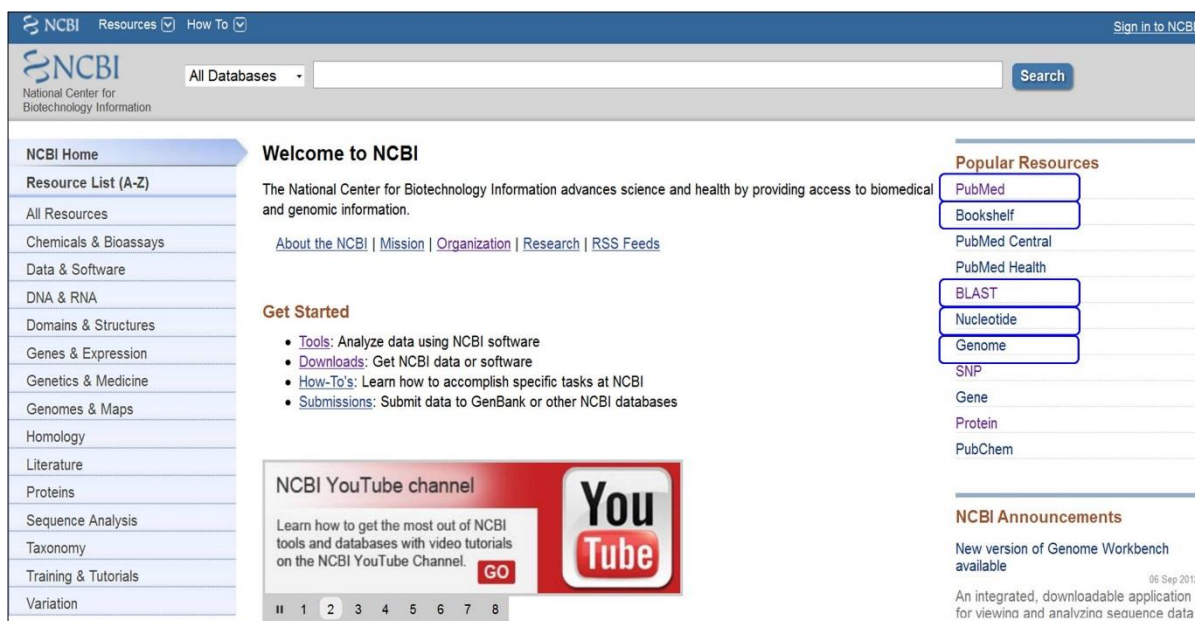 NCBI Resources How To Sign in to NCBI
NCBI
National Center for
Biotechnology Information
All Databases
Search
NCBI Home
Resource List (A-Z)
All Resources
Chemicals & Bioassays
Data & Software
DNA & RNA
Domains & Structures
Genes & Expression
Genetics & Medicine
Genomes & Maps
Homology
Literature
Proteins
Sequence Analysis
Taxonomy
Training & Tutorials
Variation
Welcome to NCBI
The National Center for Biotechnology Information advances science and health by providing access to biomedical
and genomic information.
About the NCBI | Mission | Organization | Research | RSS Feeds
Get Started
• Tools: Analyze data using NCBI software
• Downloads: Get NCBI data or software
• How-To's: Learn how to accomplish specific tasks at NCBI
• Submissions: Submit data to GenBank or other NCBI databases
NCBI YouTube channel
Learn how to get the most out of NCBI
tools and databases with video tutorials
on the NCBI YouTube Channel.
GO
You
Tube
1 2 3 4 5 6 7 8
Popular Resources
PubMed
Bookshelf
PubMed Central
PubMed Health
BLAST
Nucleotide
Genome
SNP
Gene
Protein
PubChem
NCBI Announcements
New version of Genome Workbench
available
06 Sep 2012
An integrated, downloadable application
for viewing and analyzing sequence data